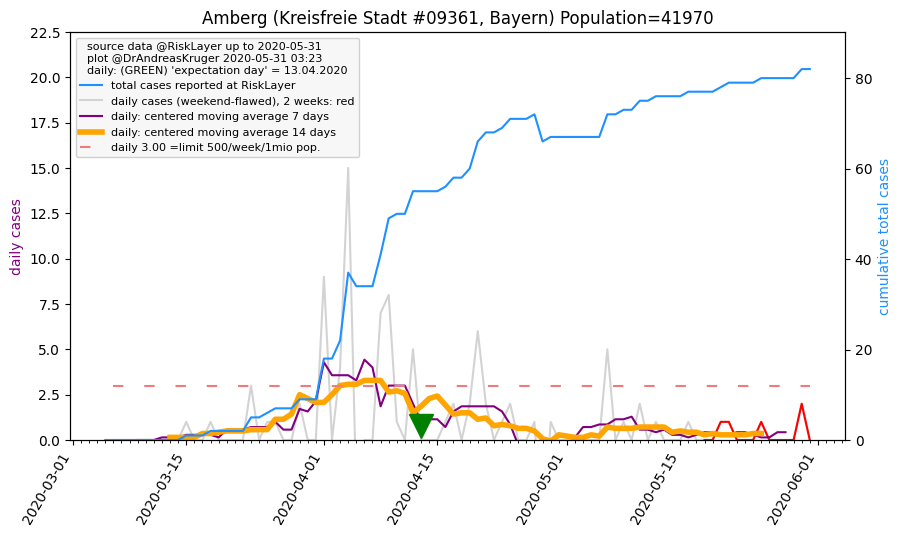 Amberg (Kreisfreie Stadt #09361, Bayern) Population=41970
source data @RiskLayer up to 2020-05-31
plot @DrAndreasKruger 2020-05-31 03:23
daily: (GREEN) 'expectation day' = 13.04.2020
total cases reported at RiskLayer
daily cases (weekend-flawed), 2 weeks: red
daily: centered moving average 7 days
daily: centered moving average 14 days
daily 3.00 =limit 500/week/1mio pop.
daily cases
22.5
20.0
17.5
15.0
12.5
10.0
7.5
5.0
2.5
0.0
cumulative total cases
80
60
40
20
0
2020-03-01
2020-03-15
2020-04-01
2020-04-15
2020-05-01
2020-05-15
2020-06-01